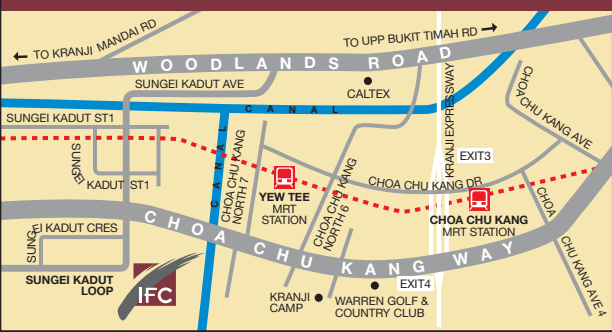 TO KRANJI
MANDAI RD
TO UPP BUKIT TIMAH RD
WOODLANDS ROAD
SUNGEI KADUT AVE
CALTEX
CANAL
SUNGEI KADUT ST1
SUNGEI
KADUT ST1
CANAL
CHOA CHU KANG
NORTH 7
YEW TEE
MRT
STATION
CHOA CHU KANG
NORTH 6
KRANJI EXPRESSWAY
EXIT3
CHOA
CHU KANG AVE
CHOA CHU KANG DR
CHOA CHU KANG
MRT STATION
CHOA
CHU KANG AVE 4
CHOA CHU KANG WAY
SUNGEI KADUT CRES
SUNGEI KADUT
LOOP
IFC
EXIT4
KRANJI
CAMP
WARREN GOLF &
COUNTRY CLUB